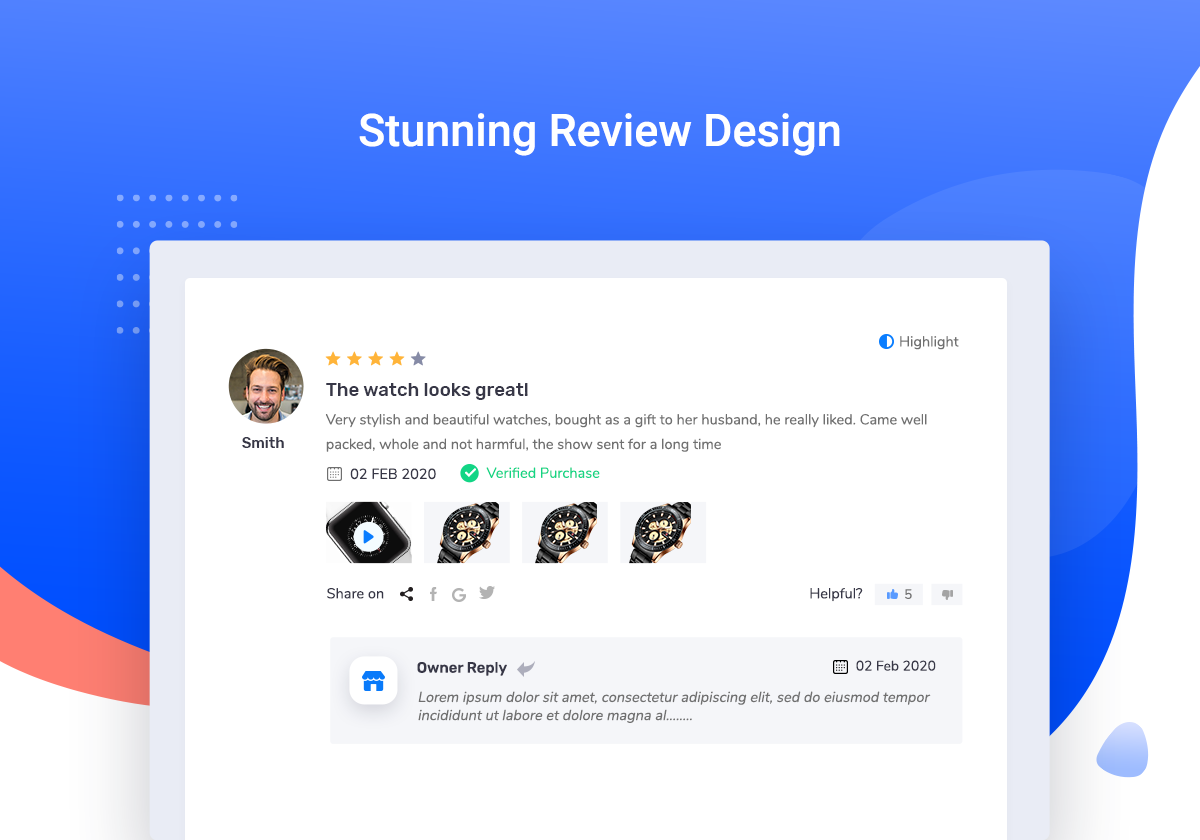 Stunning Review Design
Highlight
The watch looks great!
Smith
Very stylish and beautiful watches, bought as a gift to her husband, he really liked. Came well
packed, whole and not harmful, the show sent for a long time
02 FEB 2020 Verified Purchase
Share on f G Helpful? 5
Owner Reply 02 Feb 2020
Lorem ipsum dolor sit amet, consectetur adipiscing elit, sed do eiusmod tempor
incididunt ut labore et dolore magna al........